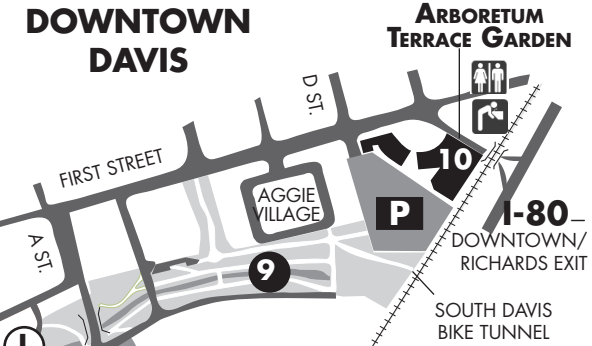 DOWNTOWN
DAVIS
ARBORETUM
TERRACE GARDEN
D ST.
FIRST STREET
10
AGGIE
VILLAGE
P
I-80
DOWNTOWN/
RICHARDS EXIT
A ST.
9
SOUTH DAVIS
BIKE TUNNEL